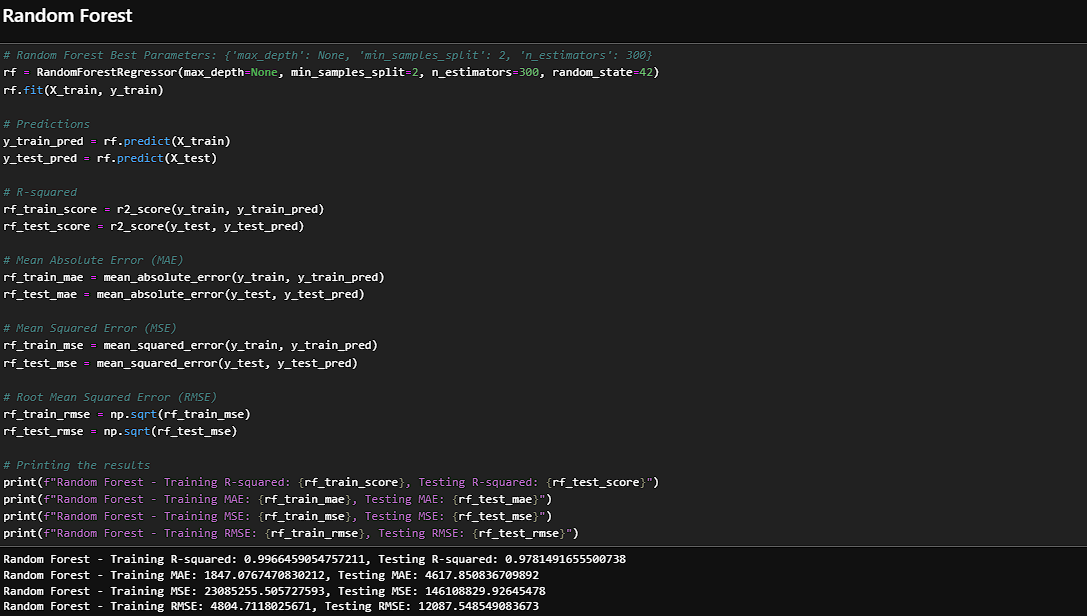 Random Forest
# Random Forest Best Parameters: {'max_depth': None, 'min_samples_split': 2, 'n_estimators': 300}
rf = RandomForestRegressor(max_depth=None, min_samples_split=2, n_estimators=300, random_state=42)
rf.fit(X_train, y_train)
# Predictions
y_train_pred = rf.predict(X_train)
y_test_pred = rf.predict(X_test)
# R-squared
rf_train_score = r2_score(y_train, y_train_pred)
rf_test_score = r2_score(y_test, y_test_pred)
# Mean Absolute Error (MAE)
rf_train_mae = mean_absolute_error(y_train, y_train_pred)
rf_test_mae = mean_absolute_error(y_test, y_test_pred)
# Mean Squared Error (MSE)
rf_train_mse = mean_squared_error(y_train, y_train_pred)
rf_test_mse = mean_squared_error(y_test, y_test_pred)
# Root Mean Squared Error (RMSE)
rf_train_rmse = np.sqrt(rf_train_mse)
rf_test_rmse = np.sqrt(rf_test_mse)
# Printing the results
print(f"Random Forest - Training R-squared: {rf_train_score}, Testing R-squared: {rf_test_score}")
print(f"Random Forest - Training MAE: {rf_train_mae}, Testing MAE: {rf_test_mae}")
print(f"Random Forest - Training MSE: {rf_train_mse}, Testing MSE: {rf_test_mse}")
print(f"Random Forest - Training RMSE: {rf_train_rmse}, Testing RMSE: {rf_test_rmse}")
Random Forest - Training R-squared: 0.9966459054757211, Testing R-squared: 0.9781491655500738
Random Forest - Training MAE: 1847.0767470830212, Testing MAE: 4617.850836709892
Random Forest - Training MSE: 23085255.505727593, Testing MSE: 146108829.92645478
Random Forest - Training RMSE: 4804.7118025671, Testing RMSE: 12087.548549083673